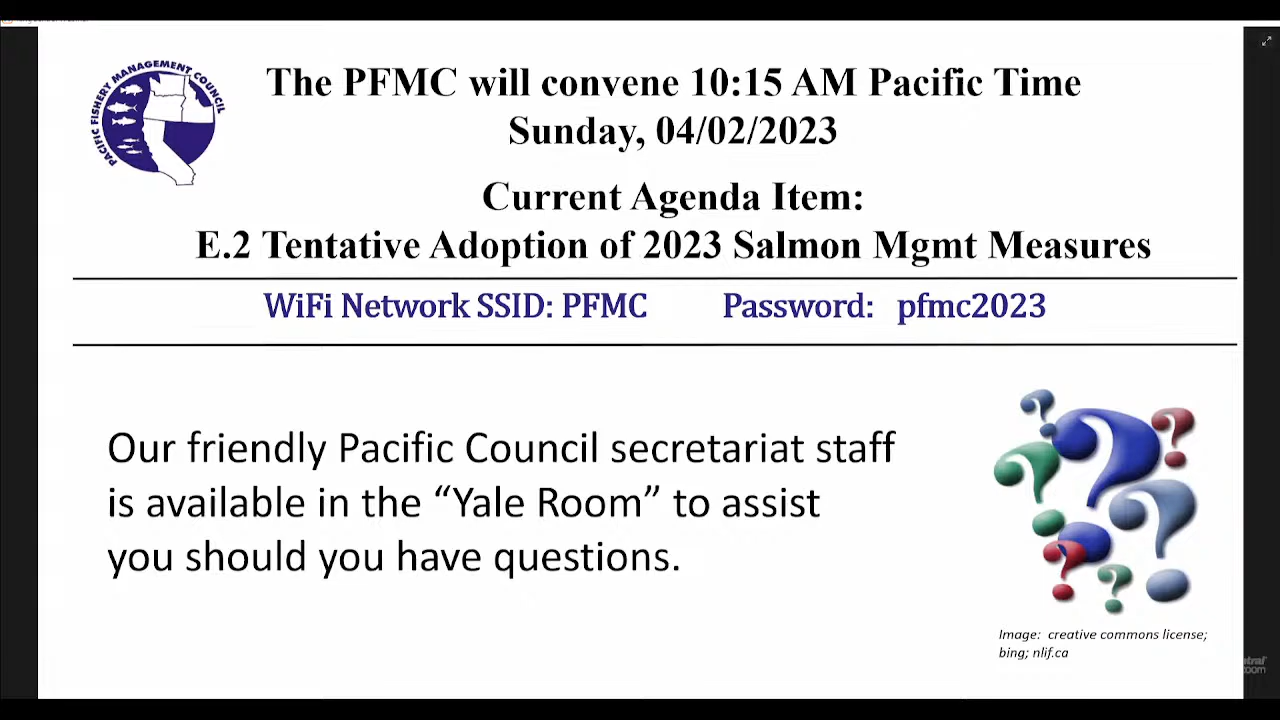 PACIFIC FISHERY MANAGEMENT COUNCIL
The PFMC will convene 10:15 AM Pacific Time
Sunday, 04/02/2023
Current Agenda Item:
E.2 Tentative Adoption of 2023 Salmon Mgmt Measures
WiFi Network SSID: PFMC Password: pfmc2023
Our friendly Pacific Council secretariat staff
is available in the “Yale Room” to assist
you should you have questions.
Image: creative commons license;
bing; nlif.ca